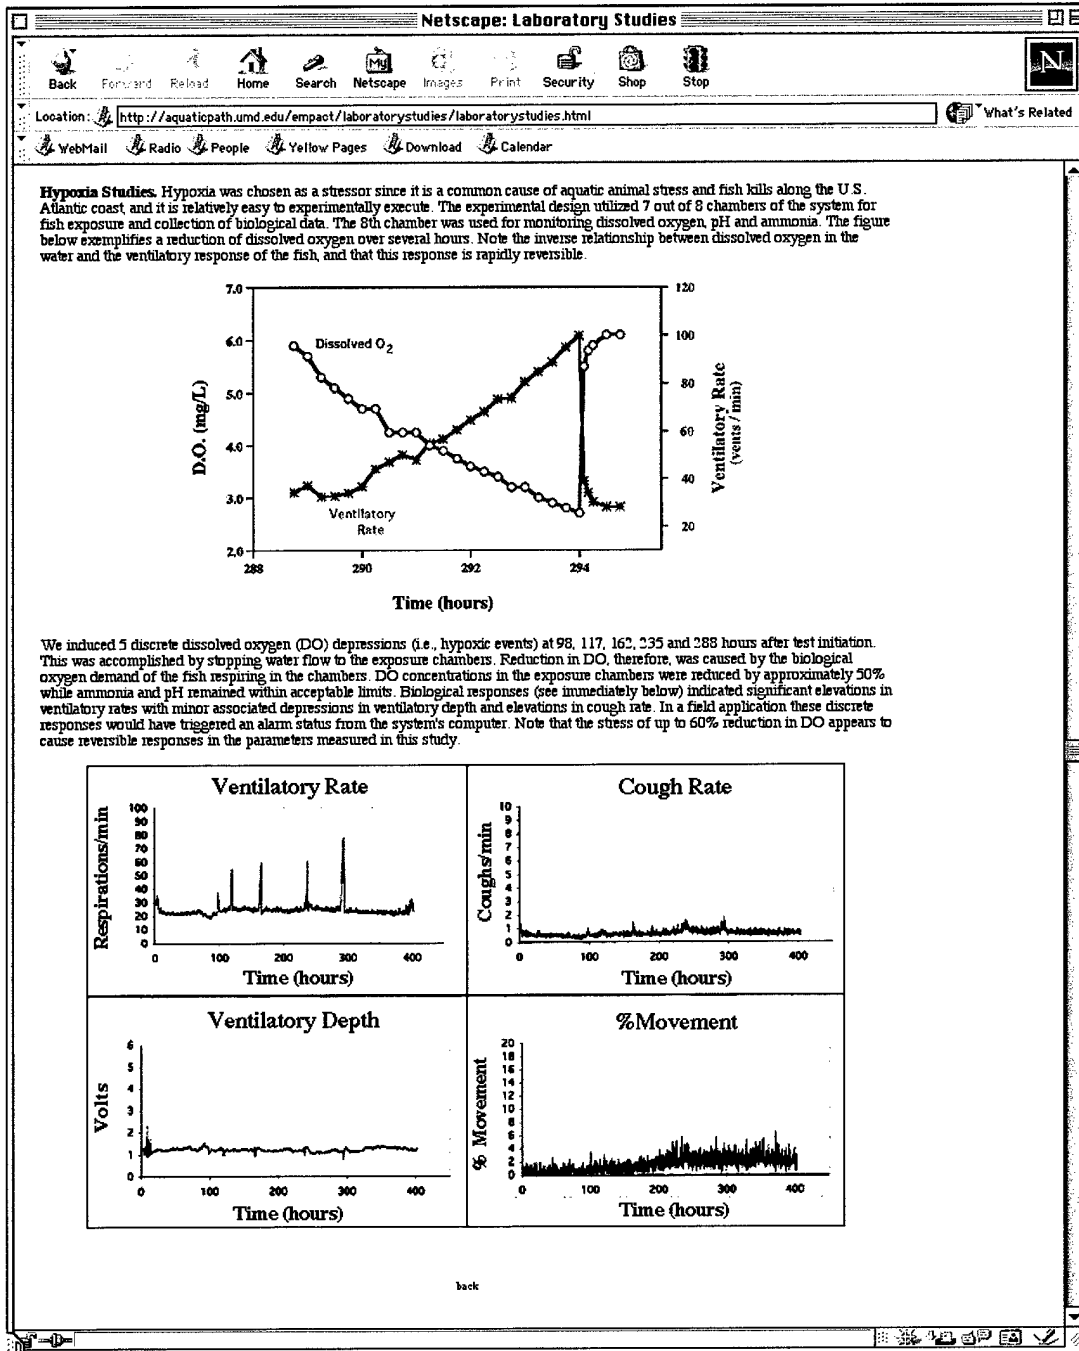 Netscape: Laboratory Studies
Back Forward Reload Home Search Netscape Images Print Security Shop Stop
My
N
Location: http://aquaticpath.umd.edu/empact/laboratorystudies/laboratorystudies.html What's Related
WebMail Radio People Yellow Pages Download Calendar
Hypoxia Studies. Hypoxia was chosen as a stressor since it is a common cause of aquatic animal stress and fish kills along the U.S.
Atlantic coast, and it is relatively easy to experimentally execute. The experimental design utilized 7 out of 8 chambers of the system for
fish exposure and collection of biological data. The 8th chamber was used for monitoring dissolved oxygen, pH and ammonia. The figure
below exemplifies a reduction of dissolved oxygen over several hours. Note the inverse relationship between dissolved oxygen in the
water and the ventilatory response of the fish, and that this response is rapidly reversible.
7.0
6.0
5.0
4.0
3.0
2.0
D.O. (mg/L)
Dissolved O2
Ventilatory
Rate
120
100
80
60
40
20
Ventilatory Rate
(vents / min)
288 290 292 294
Time (hours)
We induced 5 discrete dissolved oxygen (DO) depressions (i.e., hypoxic events) at 98, 117, 162, 235 and 288 hours after test initiation.
This was accomplished by stopping water flow to the exposure chambers. Reduction in DO, therefore, was caused by the biological
oxygen demand of the fish respiring in the chambers. DO concentrations in the exposure chambers were reduced by approximately 50%
while ammonia and pH remained within acceptable limits. Biological responses (see immediately below) indicated significant elevations in
ventilatory rates with minor associated depressions in ventilatory depth and elevations in cough rate. In a field application these discrete
responses would have triggered an alarm status from the system's computer. Note that the stress of up to 60% reduction in DO appears to
cause reversible responses in the parameters measured in this study.
Ventilatory Rate
Respirations/min
100
90
80
70
60
50
40
30
20
10
0
0 100 200 300 400
Time (hours)
Cough Rate
Coughs/min
10
9
8
7
6
5
4
3
2
1
0
0 100 200 300 400
Time (hours)
Ventilatory Depth
Volts
6
5
4
3
2
1
0
0 100 200 300 400
Time (hours)
%Movement
% Movement
20
18
16
14
12
10
8
6
4
2
0
0 100 200 300 400
Time (hours)
back